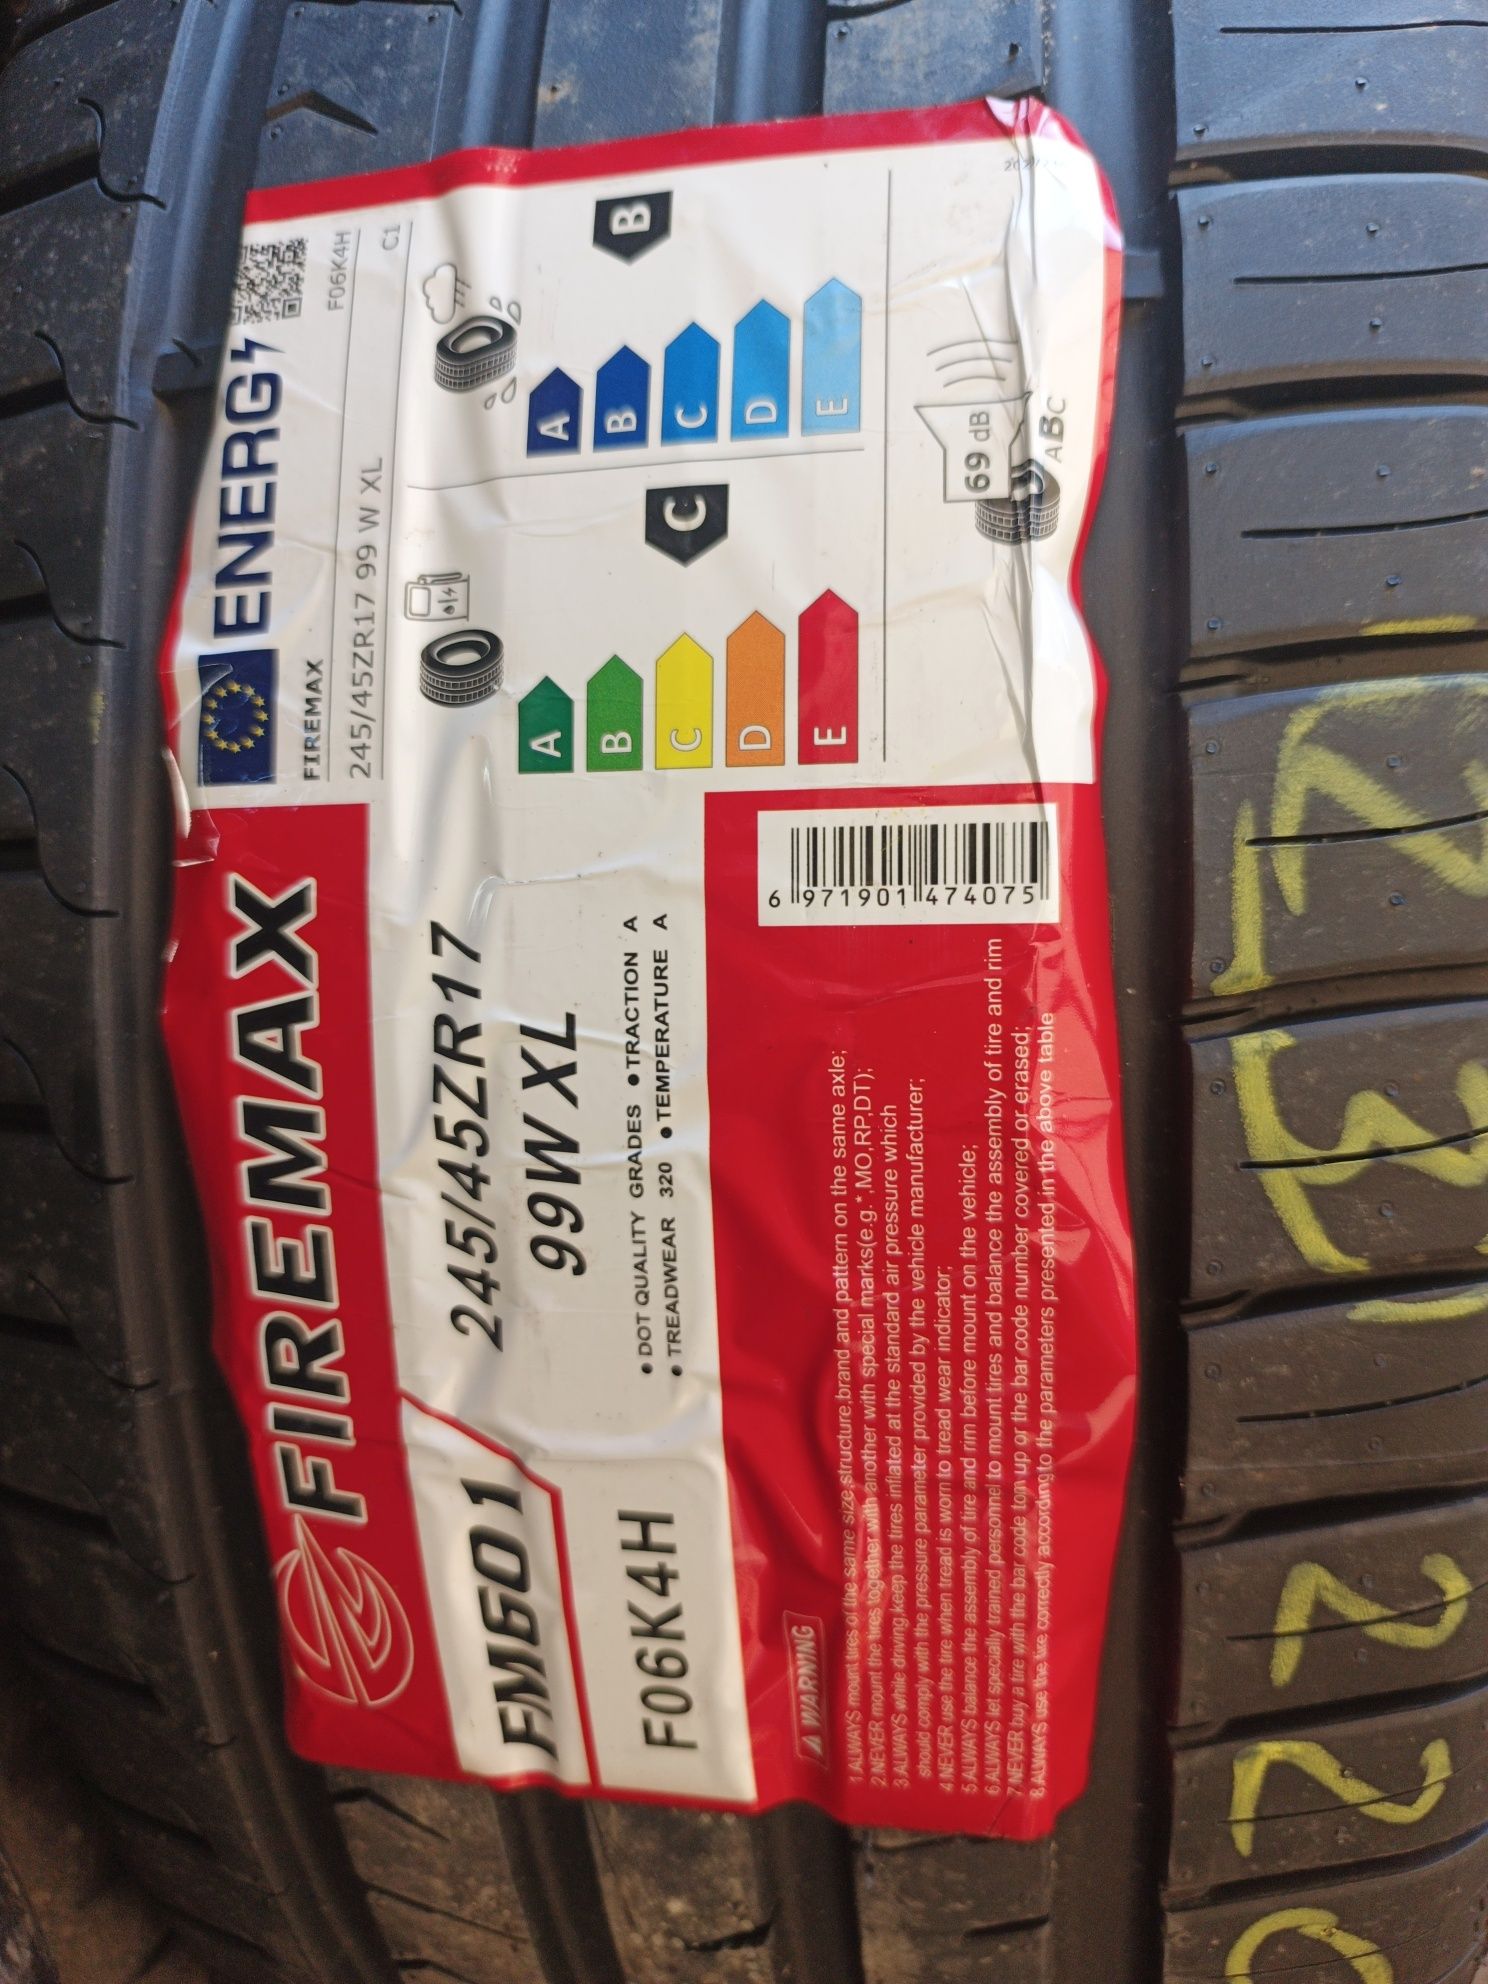 FIREMAX
FM601
245/45ZR17
99W XL
F06K4H
• DOT QUALITY GRADES • TRACTION A
• TREADWEAR 320 • TEMPERATURE A
ENERG
FIREMAX
F06K4H
245/45ZR17 99 W XL
C1
A
B
C
D
E
C
A
B
C
D
E
B
69 dB
ABC
6 971901 474075
WARNING
1.ALWAYS mount tires of the same size,structure,brand and pattern on the same axle;
2.NEVER mount the tires together with another with special marks(e.g.*,MO,RP,DT);
3.ALWAYS while driving,keep the tires inflated at the standard air pressure which
should comply with the pressure parameter provided by the vehicle manufacturer;
4.NEVER use the tire when tread is worn to tread wear indicator;
5.ALWAYS balance the assembly of tire and rim before mount on the vehicle;
6.ALWAYS let specially trained personnel to mount tires and balance the assembly of tire and rim
7.NEVER buy a tire with the bar code torn up or the bar code number covered or erased;
8.ALWAYS use the tire correctly according to the parameters presented in the above table